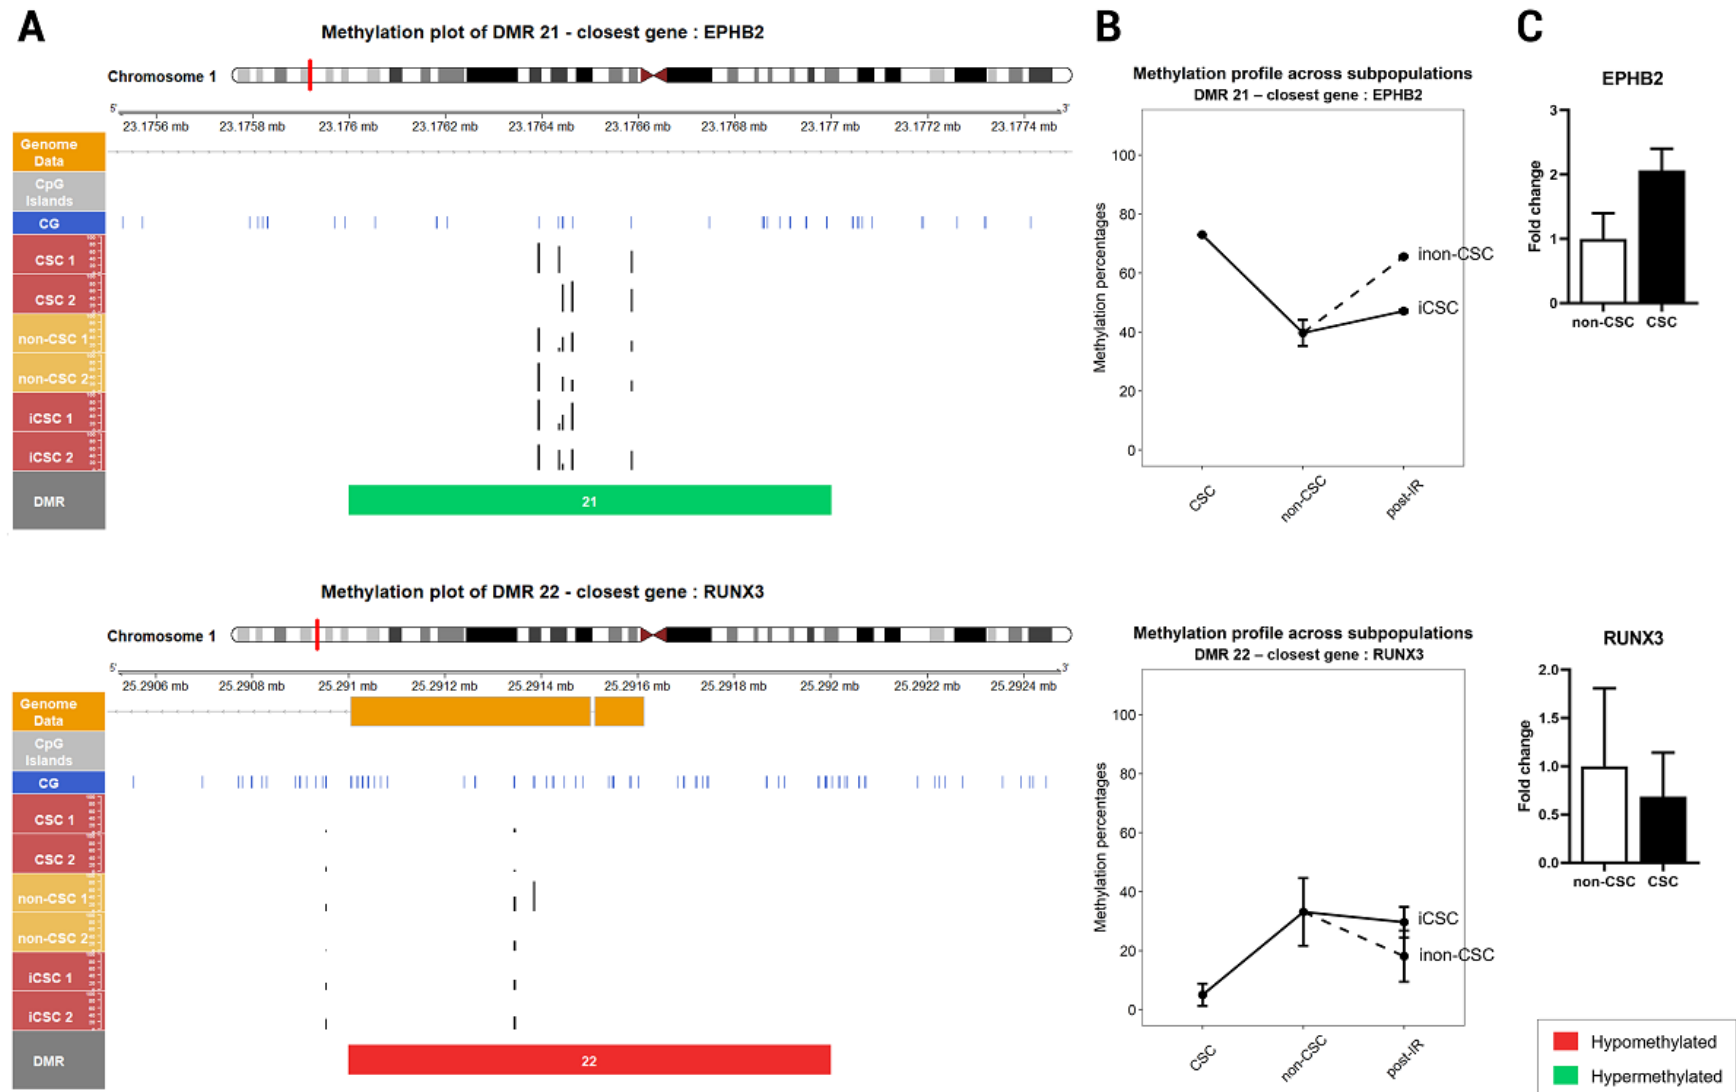 A
Methylation plot of DMR 21 - closest gene : EPHB2
Chromosome 1
5'
3'
23.1756 mb 23.1758 mb 23.176 mb 23.1762 mb 23.1764 mb 23.1766 mb 23.1768 mb 23.177 mb 23.1772 mb 23.1774 mb
Genome
Data
CpG
Islands
CG
CSC 1
CSC 2
non-CSC 1
non-CSC 2
iCSC 1
iCSC 2
DMR
21
B
Methylation profile across subpopulations
DMR 21 – closest gene : EPHB2
Methylation percentages
100
80
60
40
20
0
inon-CSC
iCSC
CSC
non-CSC
post-IR
C
EPHB2
Fold change
3
2
1
0
non-CSC CSC
Methylation plot of DMR 22 - closest gene : RUNX3
Chromosome 1
5'
3'
25.2906 mb 25.2908 mb 25.291 mb 25.2912 mb 25.2914 mb 25.2916 mb 25.2918 mb 25.292 mb 25.2922 mb 25.2924 mb
Genome
Data
CpG
Islands
CG
CSC 1
CSC 2
non-CSC 1
non-CSC 2
iCSC 1
iCSC 2
DMR
22
Methylation profile across subpopulations
DMR 22 – closest gene : RUNX3
Methylation percentages
100
80
60
40
20
0
iCSC
inon-CSC
CSC
non-CSC
post-IR
RUNX3
Fold change
2.0
1.5
1.0
0.5
0.0
non-CSC CSC
Hypomethylated
Hypermethylated